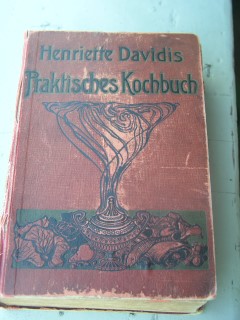 Henriette Davidis
Praktisches Kochbuch